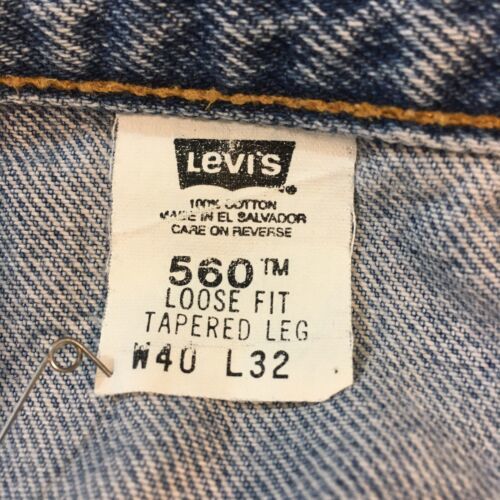 Levi's
®
100% COTTON
MADE IN EL SALVADOR
CARE ON REVERSE
560™
LOOSE FIT
TAPERED LEG
W40 L32